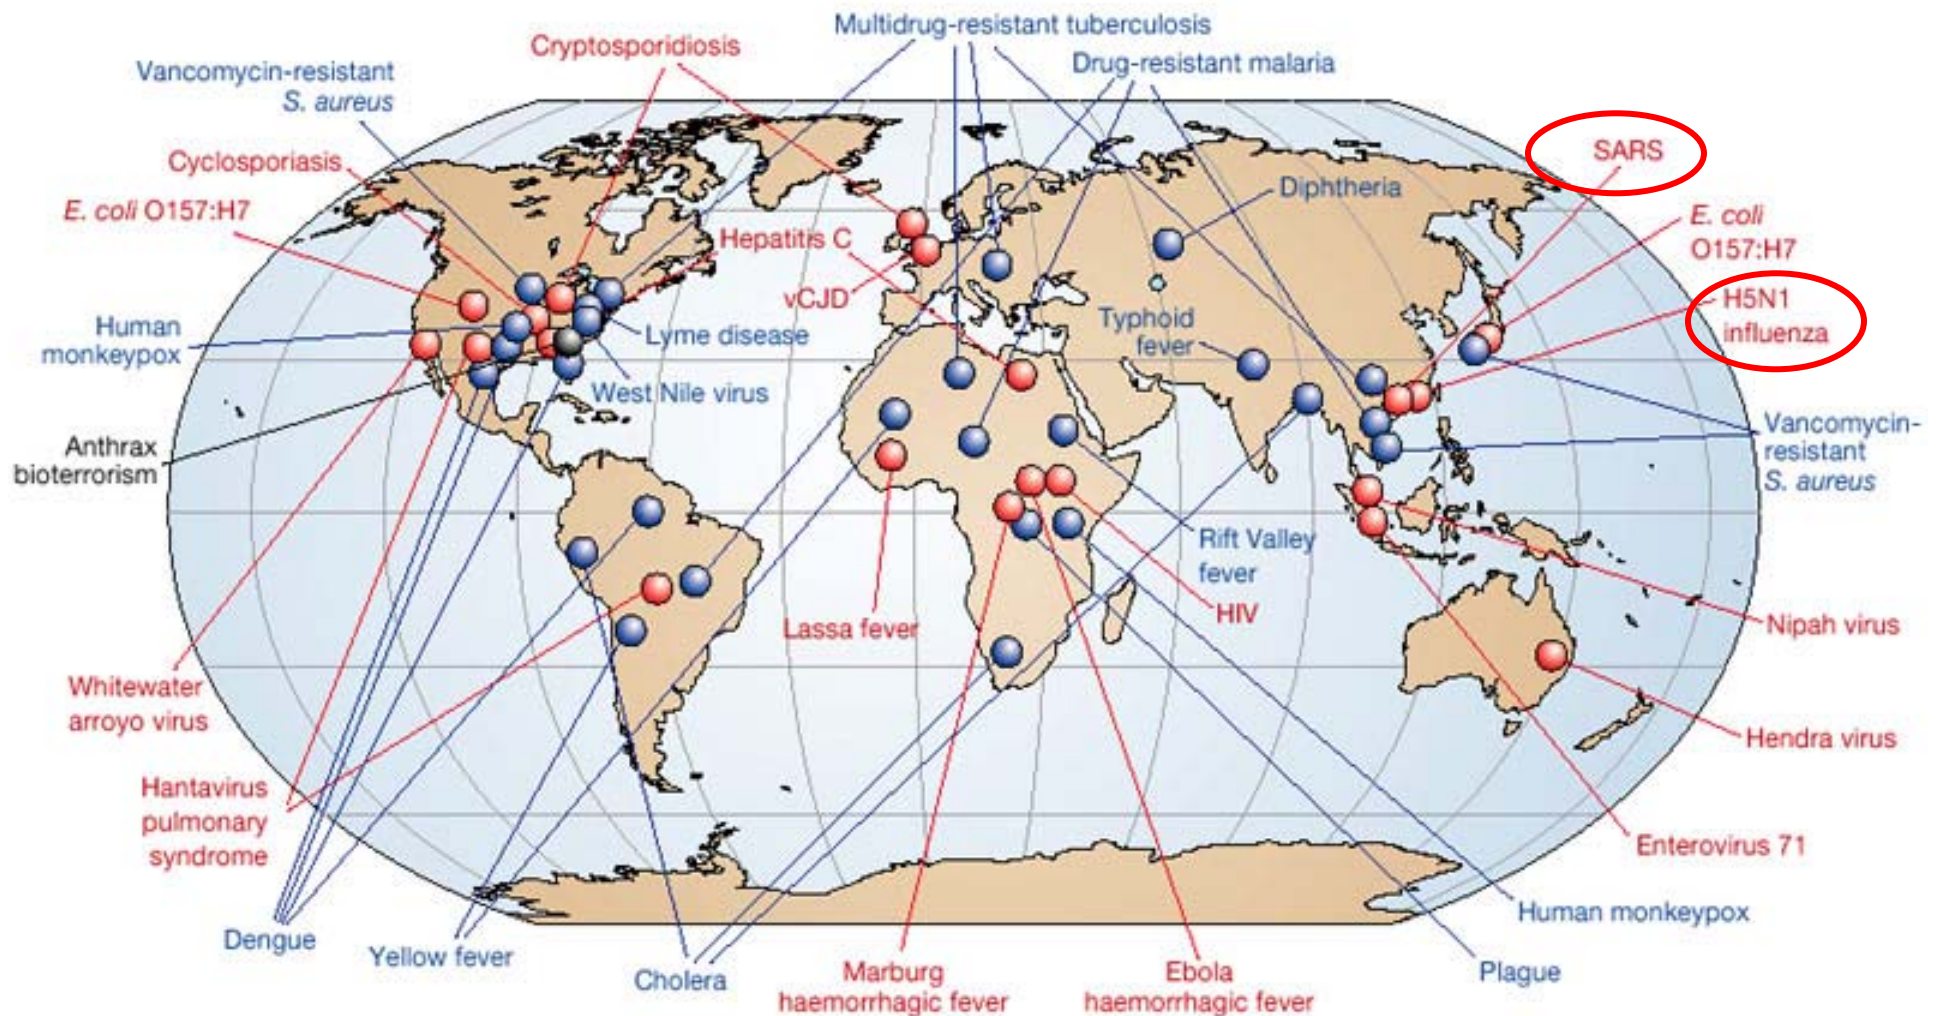 Multidrug-resistant tuberculosis
Cryptosporidiosis
Drug-resistant malaria
Vancomycin-resistant
S. aureus
SARS
Cyclosporiasis
Diphtheria
E. coli O157:H7
E. coli
O157:H7
Hepatitis C
vCJD
H5N1
influenza
Human
monkeypox
Lyme disease
Typhoid
fever
West Nile virus
Anthrax
bioterrorism
Vancomycin-
resistant
S. aureus
Rift Valley
fever
HIV
Lassa fever
Nipah virus
Whitewater
arroyo virus
Hendra virus
Hantavirus
pulmonary
syndrome
Enterovirus 71
Human monkeypox
Dengue
Yellow fever
Cholera
Marburg
haemorrhagic fever
Ebola
haemorrhagic fever
Plague